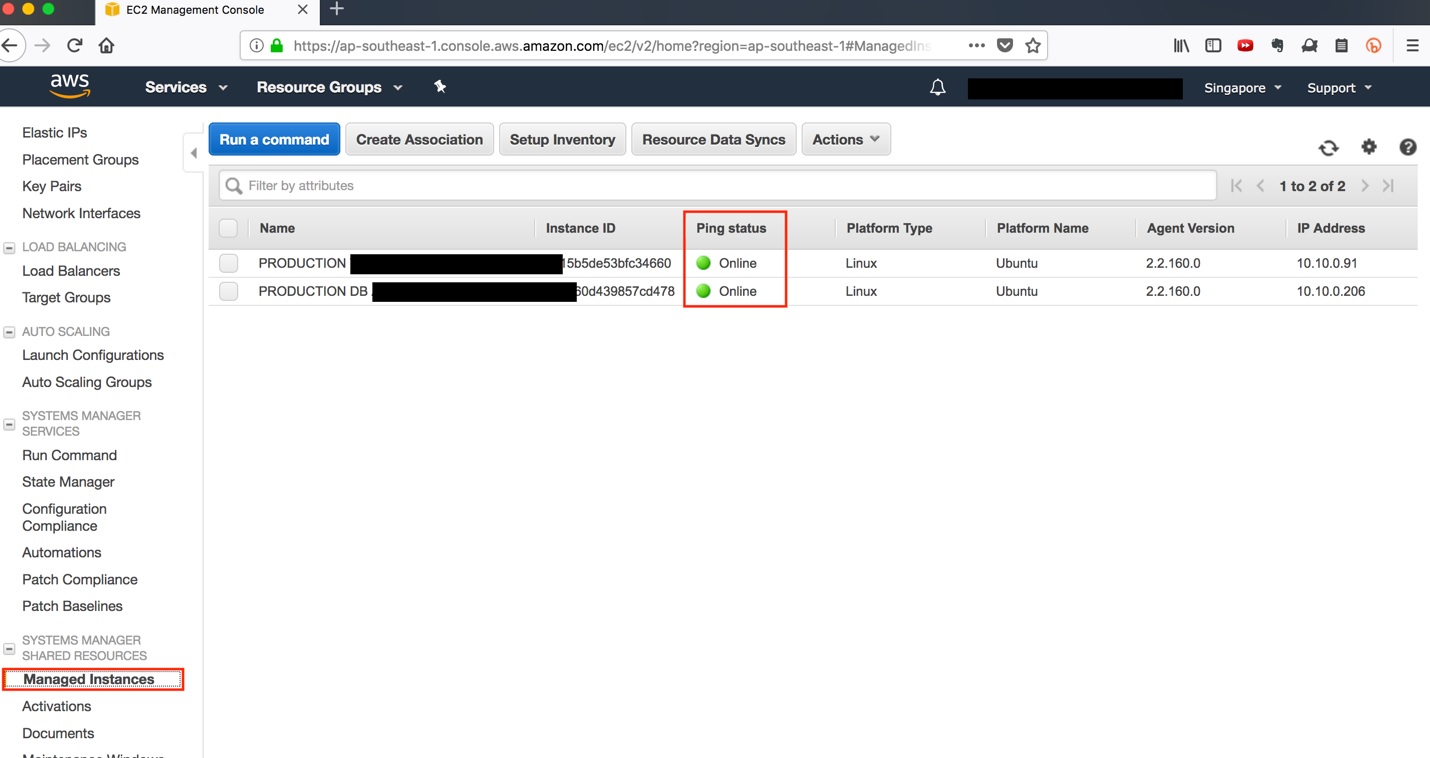 EC2 Management Console
https://ap-southeast-1.console.aws.amazon.com/ec2/v2/home?region=ap-southeast-1#ManagedIns
aws Services Resource Groups Singapore Support
Elastic IPs
Placement Groups
Key Pairs
Network Interfaces
LOAD BALANCING
Load Balancers
Target Groups
AUTO SCALING
Launch Configurations
Auto Scaling Groups
SYSTEMS MANAGER
SERVICES
Run Command
State Manager
Configuration
Compliance
Automations
Patch Compliance
Patch Baselines
SYSTEMS MANAGER
SHARED RESOURCES
Managed Instances
Activations
Documents
Maintenance Windows
Run a command Create Association Setup Inventory Resource Data Syncs Actions
Filter by attributes 1 to 2 of 2
Name Instance ID Ping status Platform Type Platform Name Agent Version IP Address
PRODUCTION 15b5de53bfc34660 Online Linux Ubuntu 2.2.160.0 10.10.0.91
PRODUCTION DB 60d439857cd478 Online Linux Ubuntu 2.2.160.0 10.10.0.206